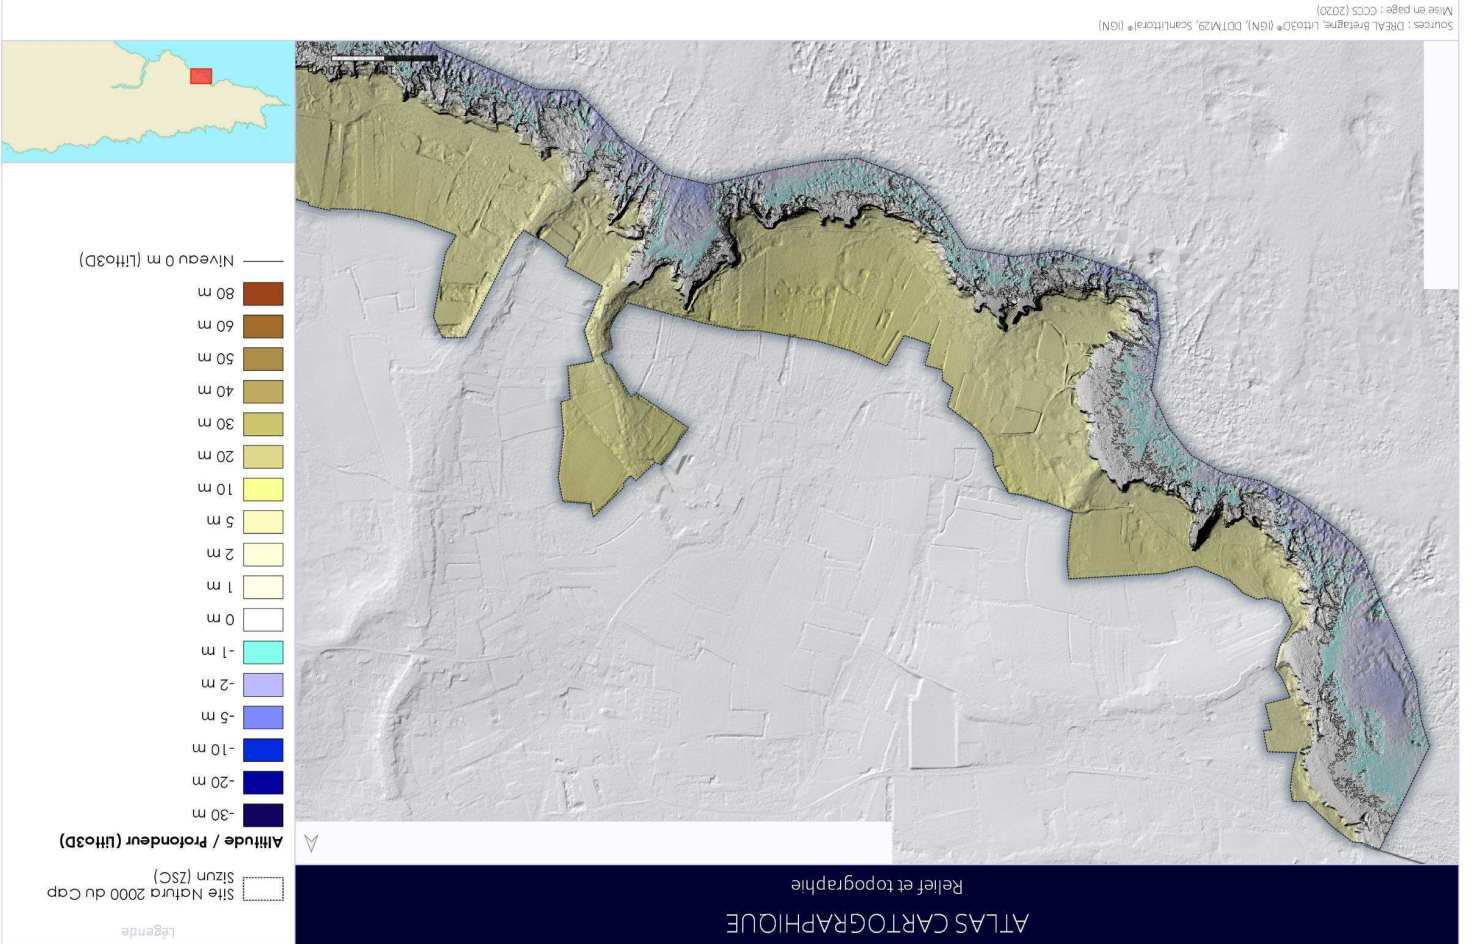 ATLAS CARTOGRAPHIQUE
Relief et topographie
Légende
Site Natura 2000 du Cap
Sizun (ZSC)
Altitude / Profondeur (Litto3D)
-30 m
-20 m
-10 m
-5 m
-2 m
-1 m
0 m
1 m
2 m
5 m
10 m
20 m
30 m
40 m
50 m
60 m
80 m
Niveau 0 m (Litto3D)
Sources : DREAL Bretagne, Litto3D® (IGN), DDTM29, ScanLittoral® (IGN)
Mise en page : CCCS (2020)